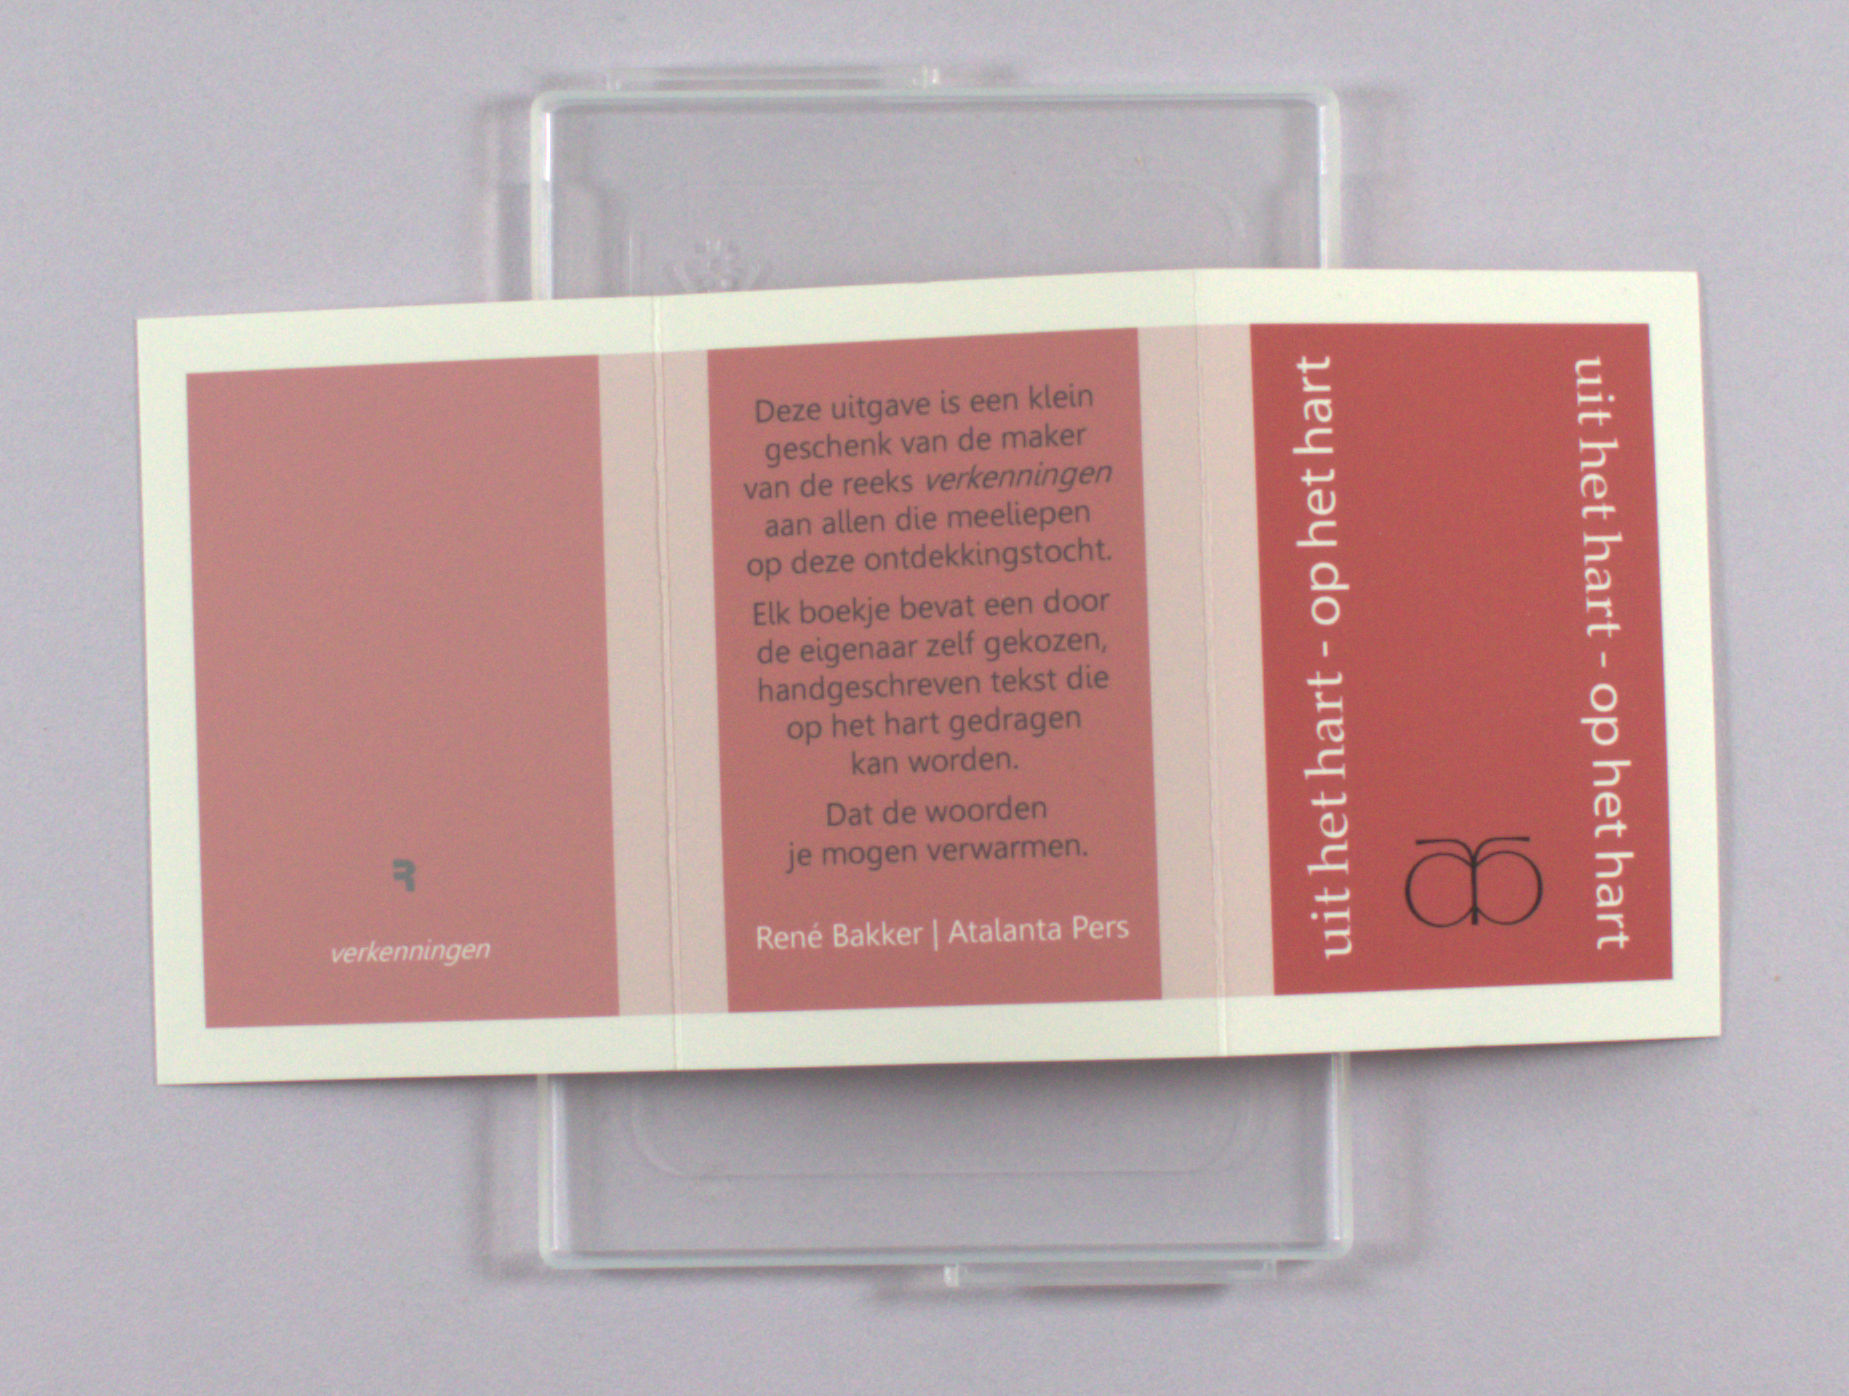 verkenningen
Deze uitgave is een klein
geschenk van de maker
van de reeks verkenningen
aan allen die meeliepen
op deze ontdekkingstocht.
Elk boekje bevat een door
de eigenaar zelf gekozen,
handgeschreven tekst die
op het hart gedragen
kan worden.
Dat de woorden
je mogen verwarmen.
René Bakker | Atalanta Pers
uit het hart - op het hart
uit het hart - op het hart